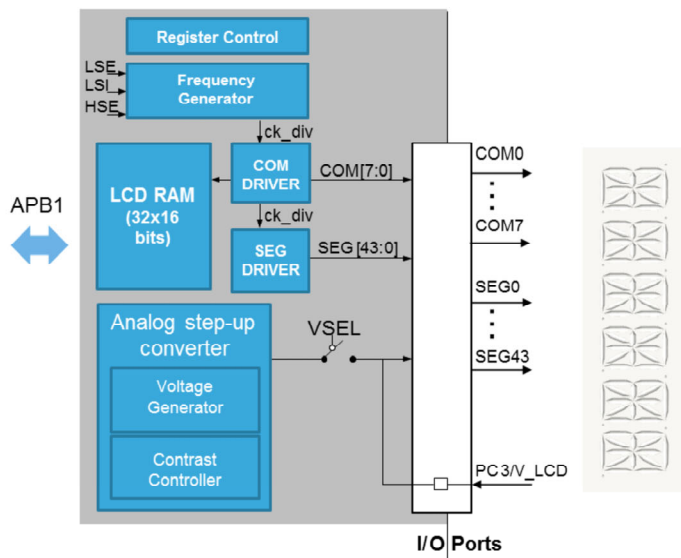 Register Control
LSE
LSI
HSE
Frequency
Generator
ck_div
COM
DRIVER
COM[7:0]
LCD RAM
(32x16
bits)
APB1
ck_div
SEG
DRIVER
SEG[43:0]
COM0
COM7
SEG0
SEG43
Analog step-up
converter
VSEL
Voltage
Generator
Contrast
Controller
PC3/V_LCD
I/O Ports